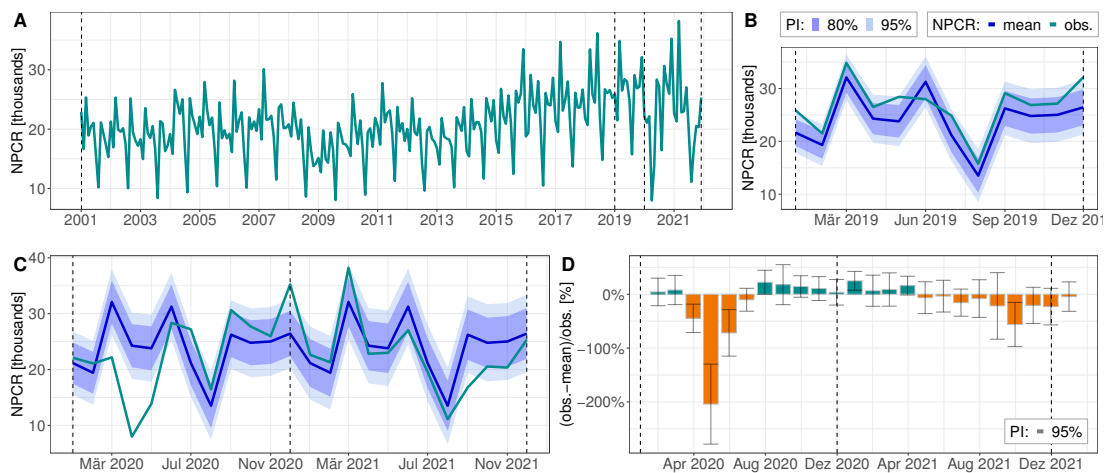 A
NPCR [thousands]
30
20
10
2001 2003 2005 2007 2009 2011 2013 2015 2017 2019 2021
PI: 80% 95%
NPCR: mean obs.
B
NPCR [thousands]
30
20
10
Mär 2019 Jun 2019 Sep 2019 Dez 201
C
NPCR [thousands]
40
30
20
10
Mär 2020 Jul 2020 Nov 2020 Mär 2021 Jul 2021 Nov 2021
D
(obs.−mean)/obs. [%]
0%
−100%
−200%
PI: 95%
Apr 2020 Aug 2020 Dez 2020 Apr 2021 Aug 2021 Dez 2021